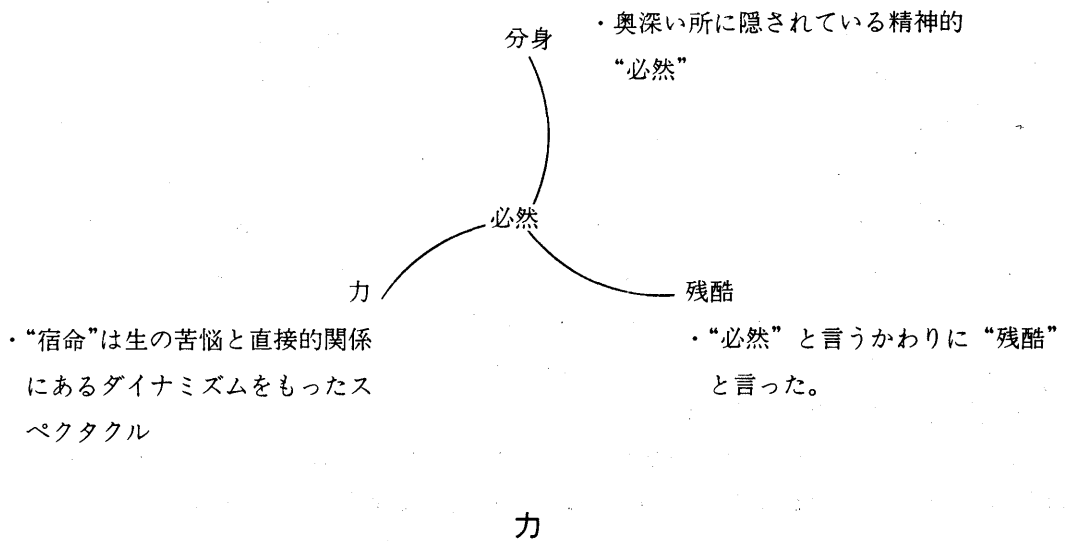 分身
・奥深い所に隠されている精神的
“必然”
必然
力
・“宿命”は生の苦悩と直接的関係
にあるダイナミズムをもったス
ペクタクル
残酷
・“必然” と言うかわりに “残酷”
と言った。
力